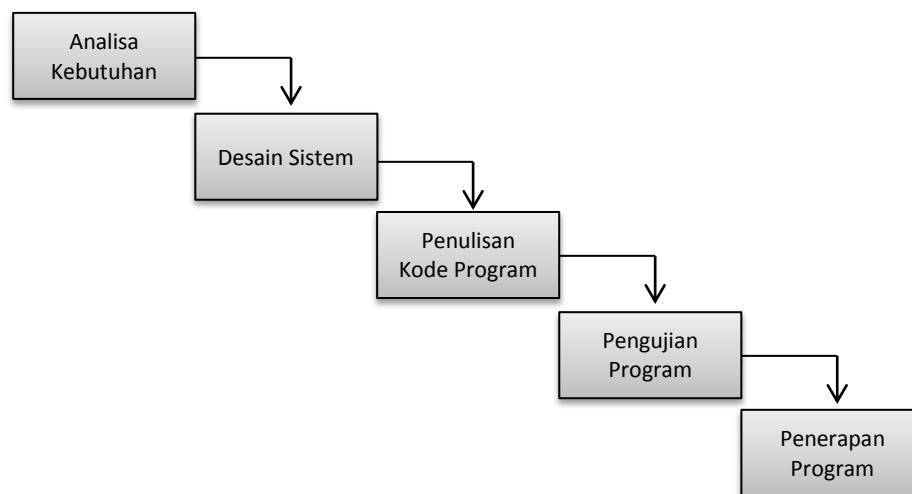 Analisa
Kebutuhan
Desain Sistem
Penulisan
Kode Program
Pengujian
Program
Penerapan
Program